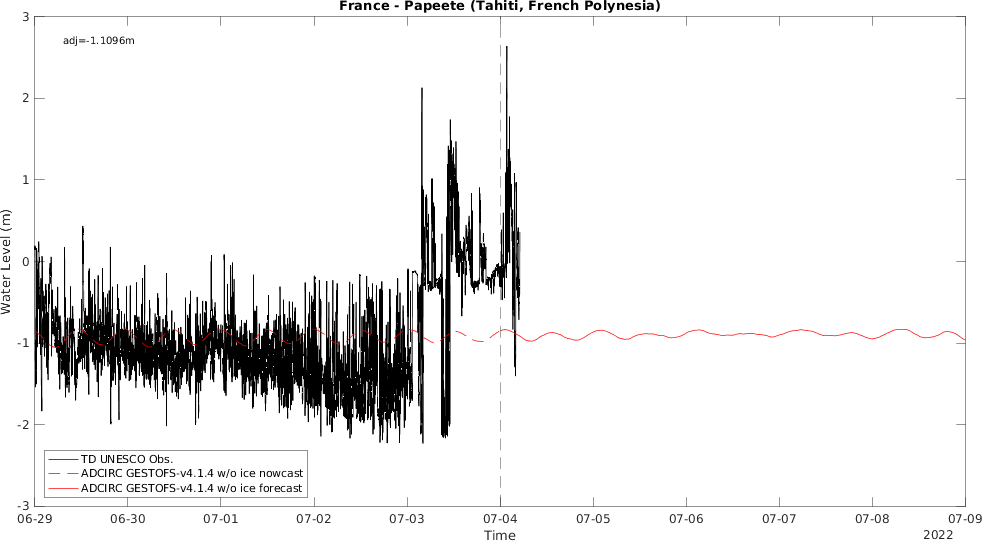 France - Papeete (Tahiti, French Polynesia)
adj=-1.1096m
3
2
1
0
-1
-2
-3
Water Level (m)
TD UNESCO Obs.
ADCIRC GESTOFS-v4.1.4 w/o ice nowcast
ADCIRC GESTOFS-v4.1.4 w/o ice forecast
06-29 06-30 07-01 07-02 07-03 07-04 07-05 07-06 07-07 07-08 07-09
Time
2022